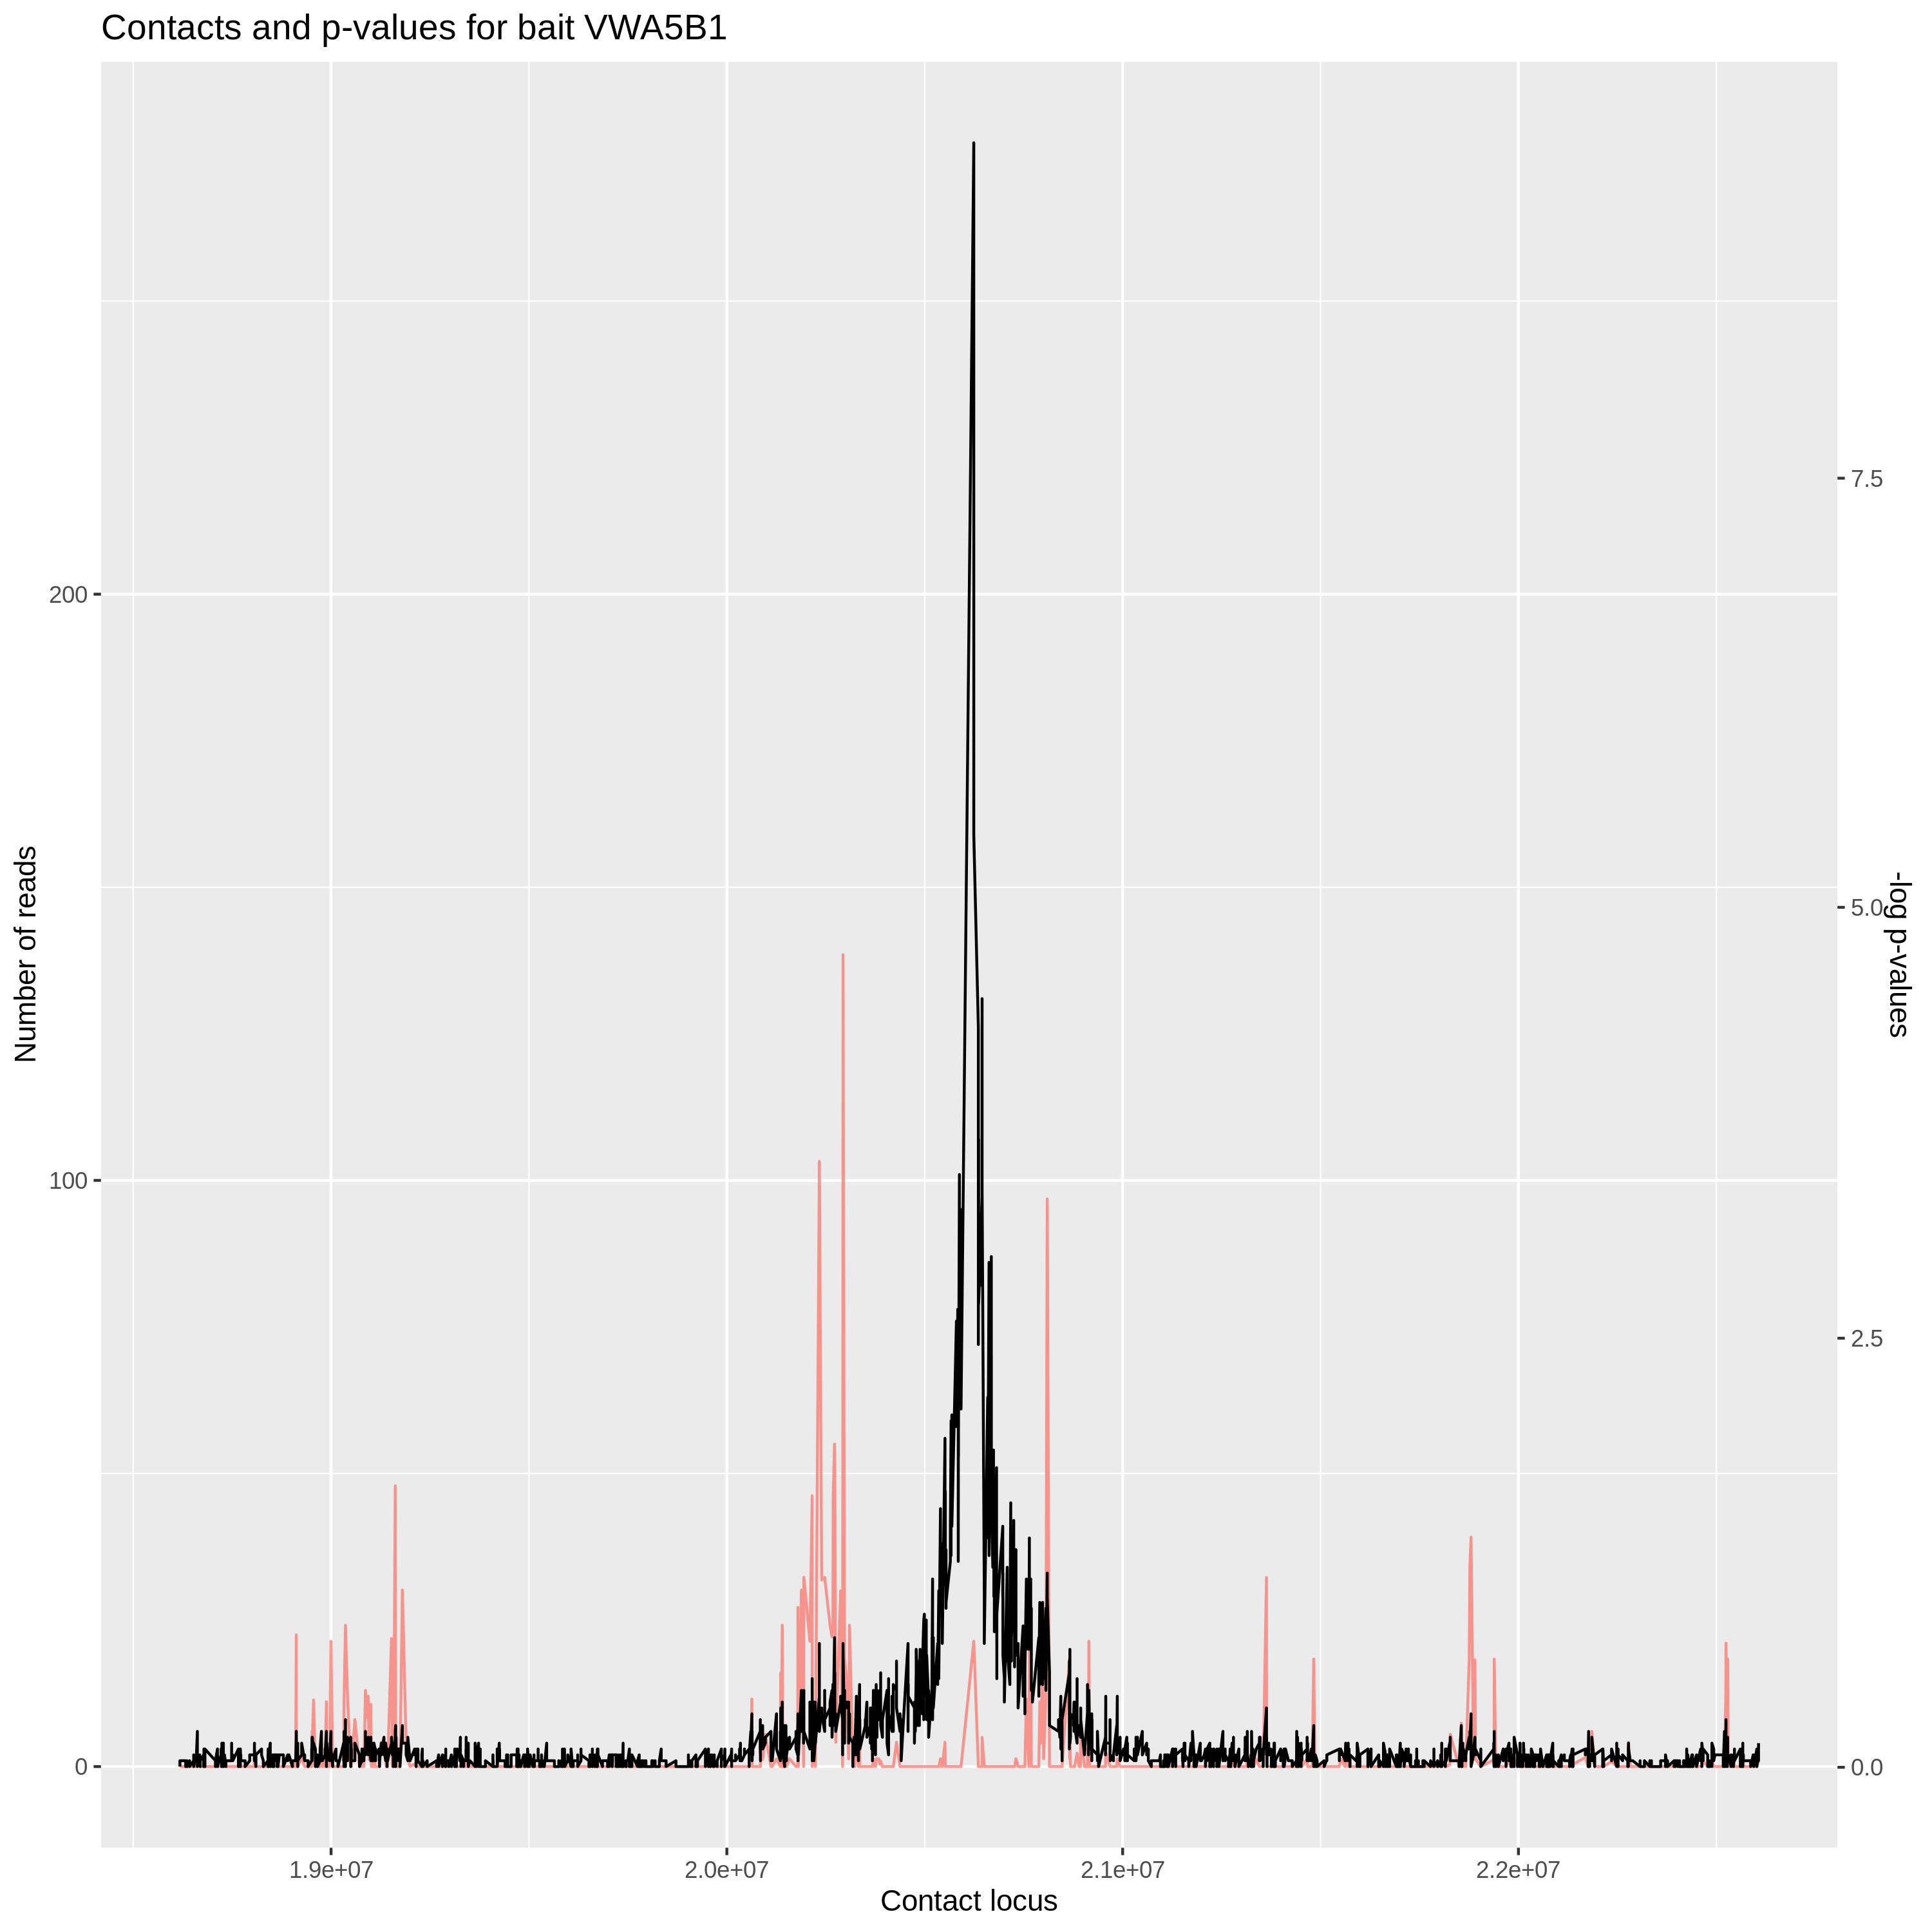 Contacts and p-values for bait VWA5B1
Number of reads
200
100
0
7.5
5.0
2.5
0.0
-log p-values
1.9e+07 2.0e+07 2.1e+07 2.2e+07
Contact locus